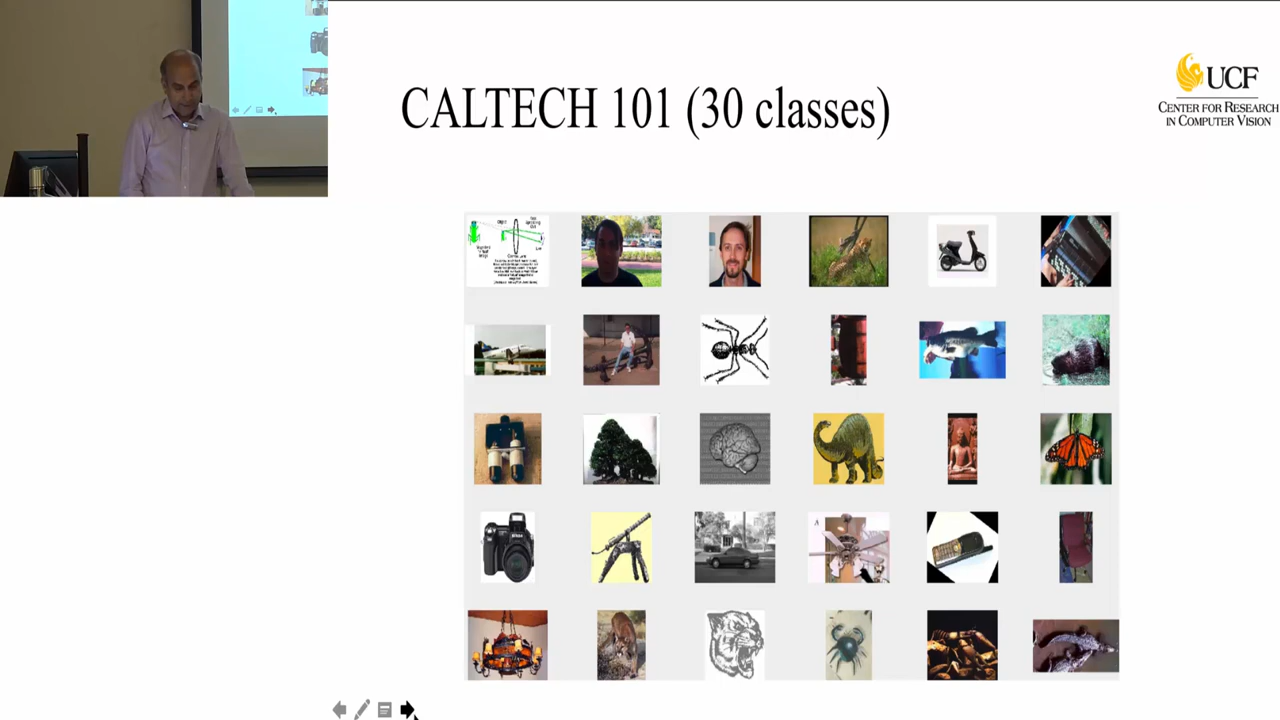 CALTECH 101 (30 classes)
UCF
CENTER FOR RESEARCH
IN COMPUTER VISION
A